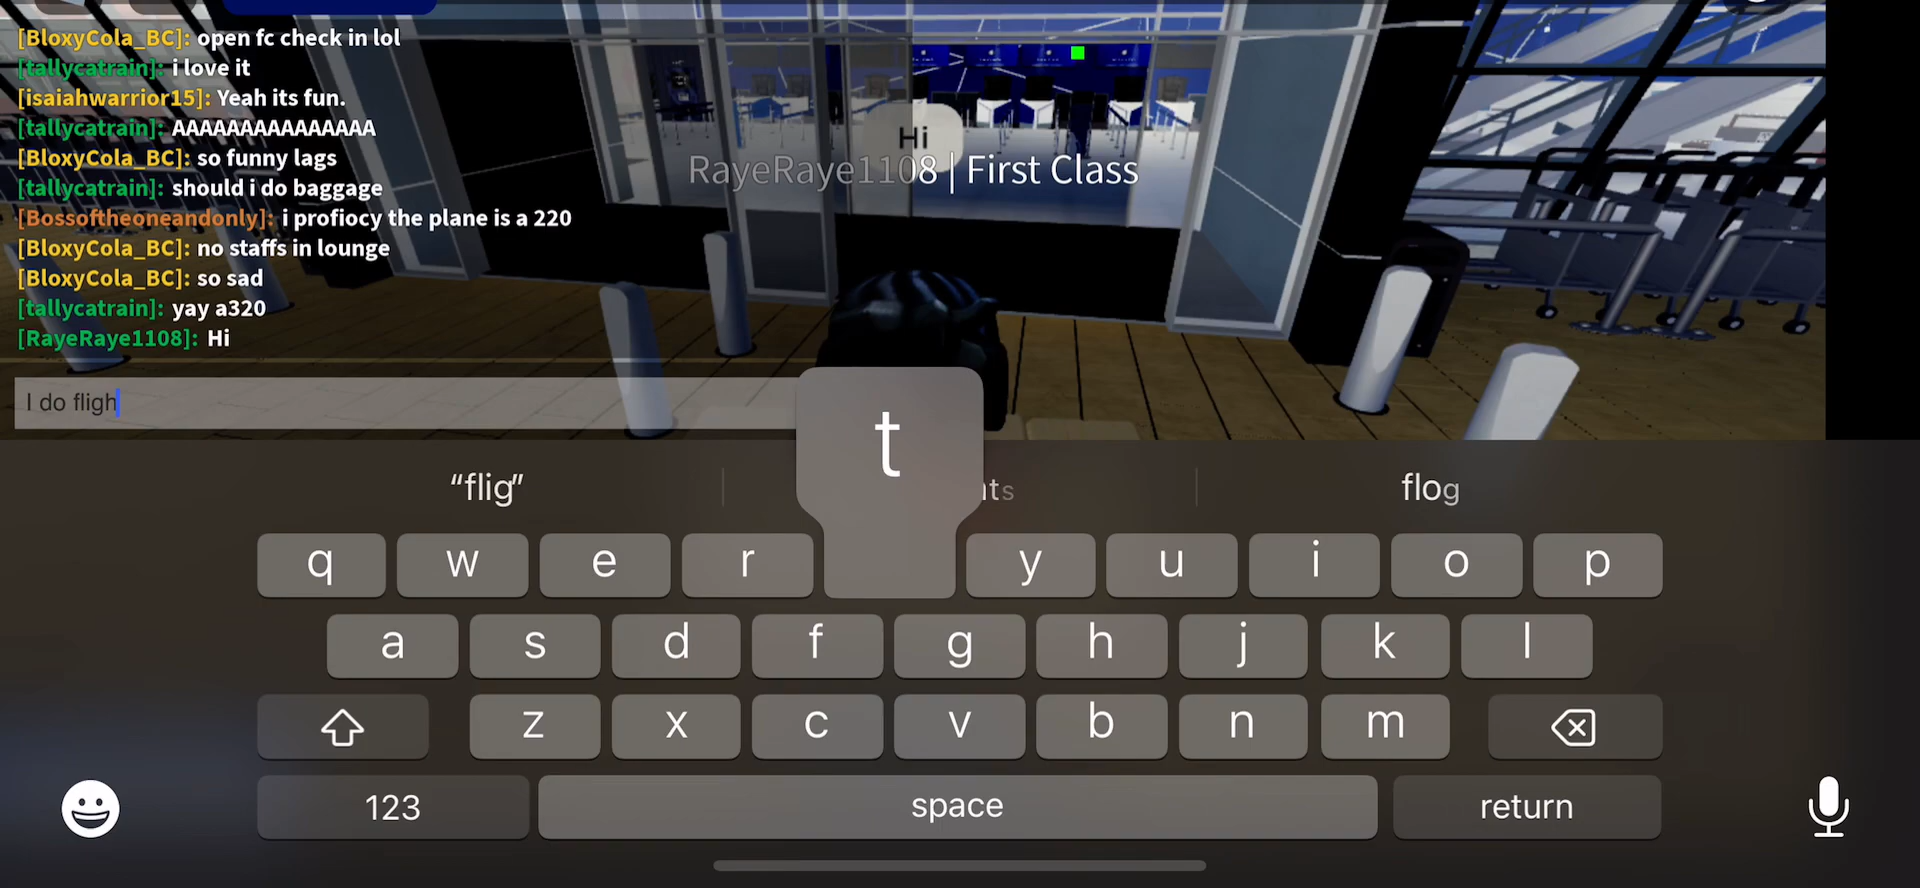 [BloxyCola_BC]: open fc check in lol
[tallycatrain]: i love it
[isaiahwarrior15]: Yeah its fun.
[tallycatrain]: AAAAAAAAAAAAAAA
[BloxyCola_BC]: so funny lags
[tallycatrain]: should i do baggage
[Bossoftheoneandonly]: i profiocy the plane is a 220
[BloxyCola_BC]: no staffs in lounge
[BloxyCola_BC]: so sad
[tallycatrain]: yay a320
[RayeRaye1108]: Hi
Hi
RayeRaye1108 | First Class
I do fligh
t
“flig”
flog
q w e r y u i o p
a s d f g h j k l
z x c v b n m
123 space return